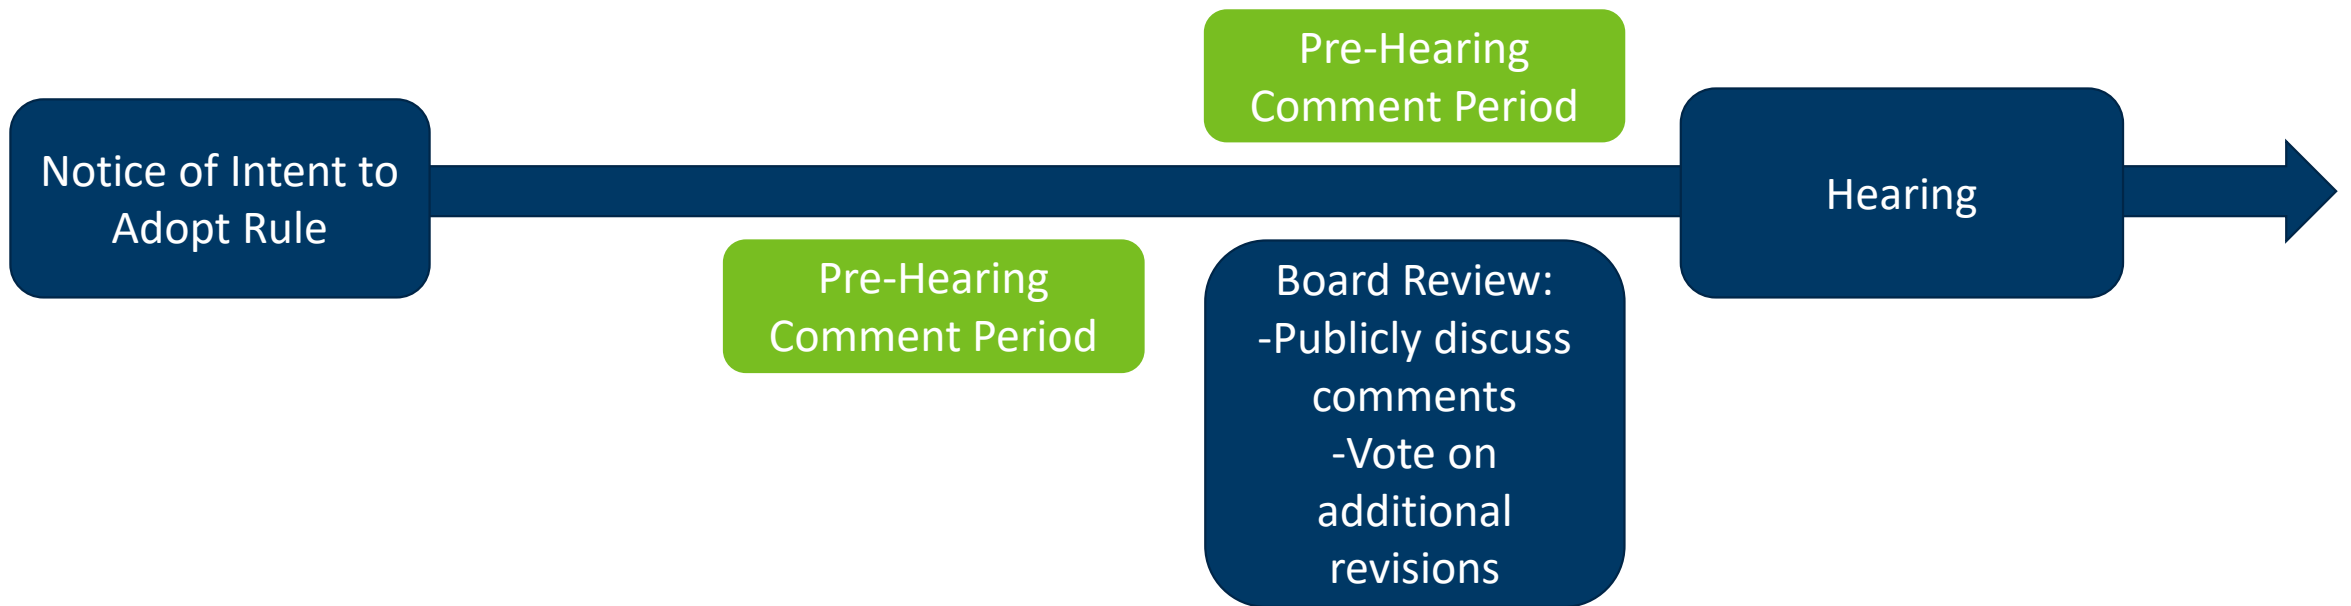 Notice of Intent to
Adopt Rule
Pre-Hearing
Comment Period
Pre-Hearing
Comment Period
Board Review:
-Publicly discuss
comments
-Vote on
additional
revisions
Hearing